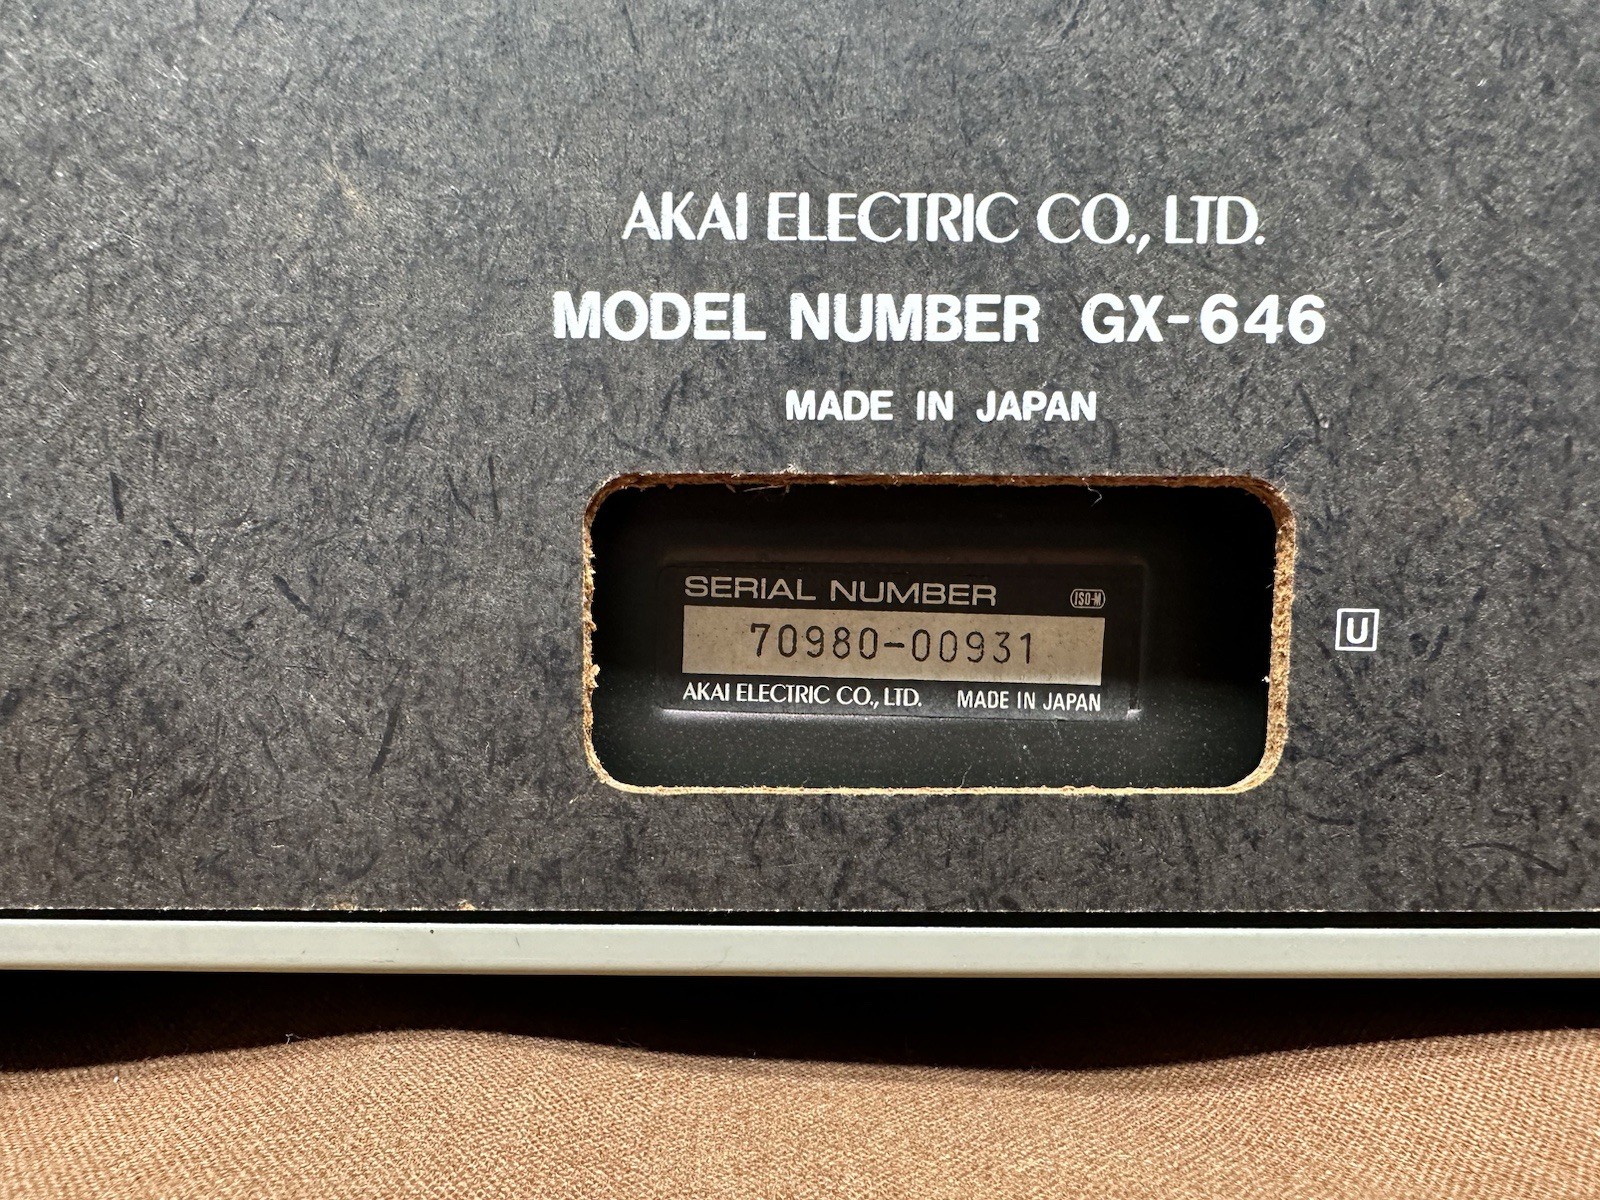 AKAI ELECTRIC CO., LTD.
MODEL NUMBER GX-646
MADE IN JAPAN
SERIAL NUMBER ISO-M
70980-00931
AKAI ELECTRIC CO., LTD. MADE IN JAPAN
U